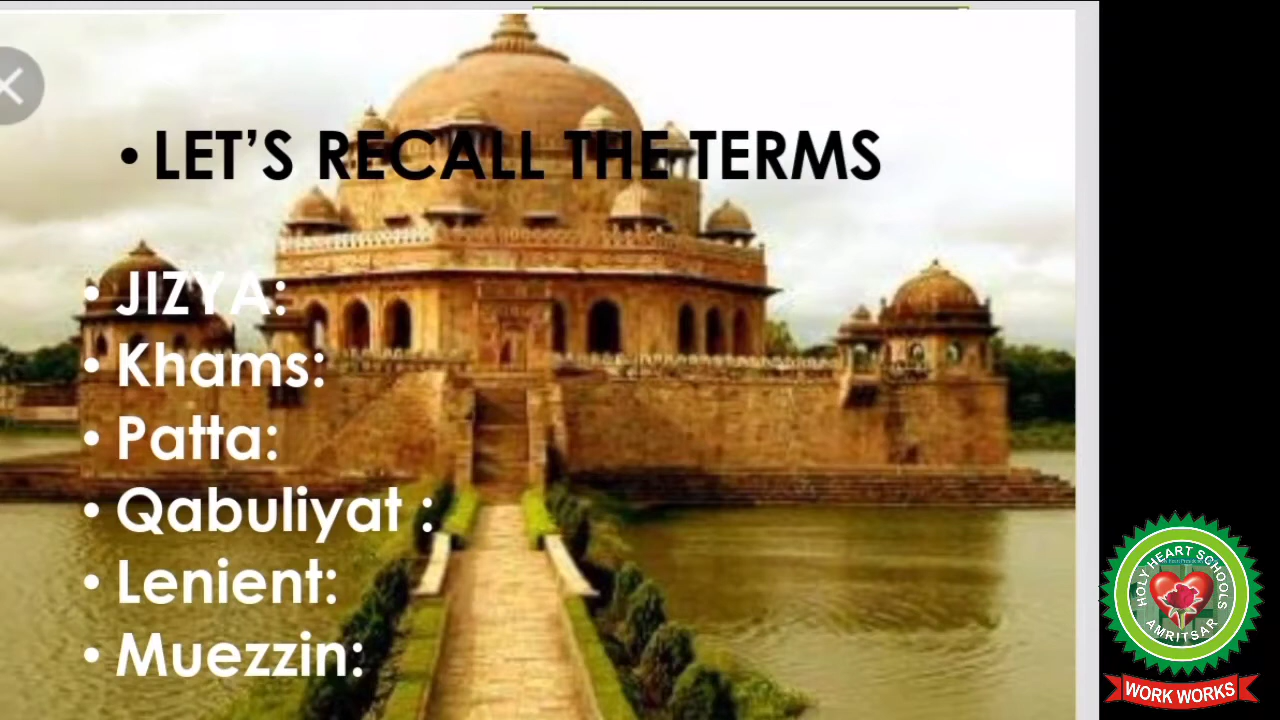 • LET’S RECALL THE TERMS
• JIZYA:
• Khams:
• Patta:
• Qabuliyat :
• Lenient:
• Muezzin:
HOLY HEART SCHOOLS
AMRITSAR
WORK WORKS